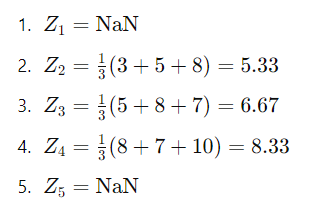 1. Z₁ = NaN
2. Z₂ = ⅓(3 + 5 + 8) = 5.33
3. Z₃ = ⅓(5 + 8 + 7) = 6.67
4. Z₄ = ⅓(8 + 7 + 10) = 8.33
5. Z₅ = NaN